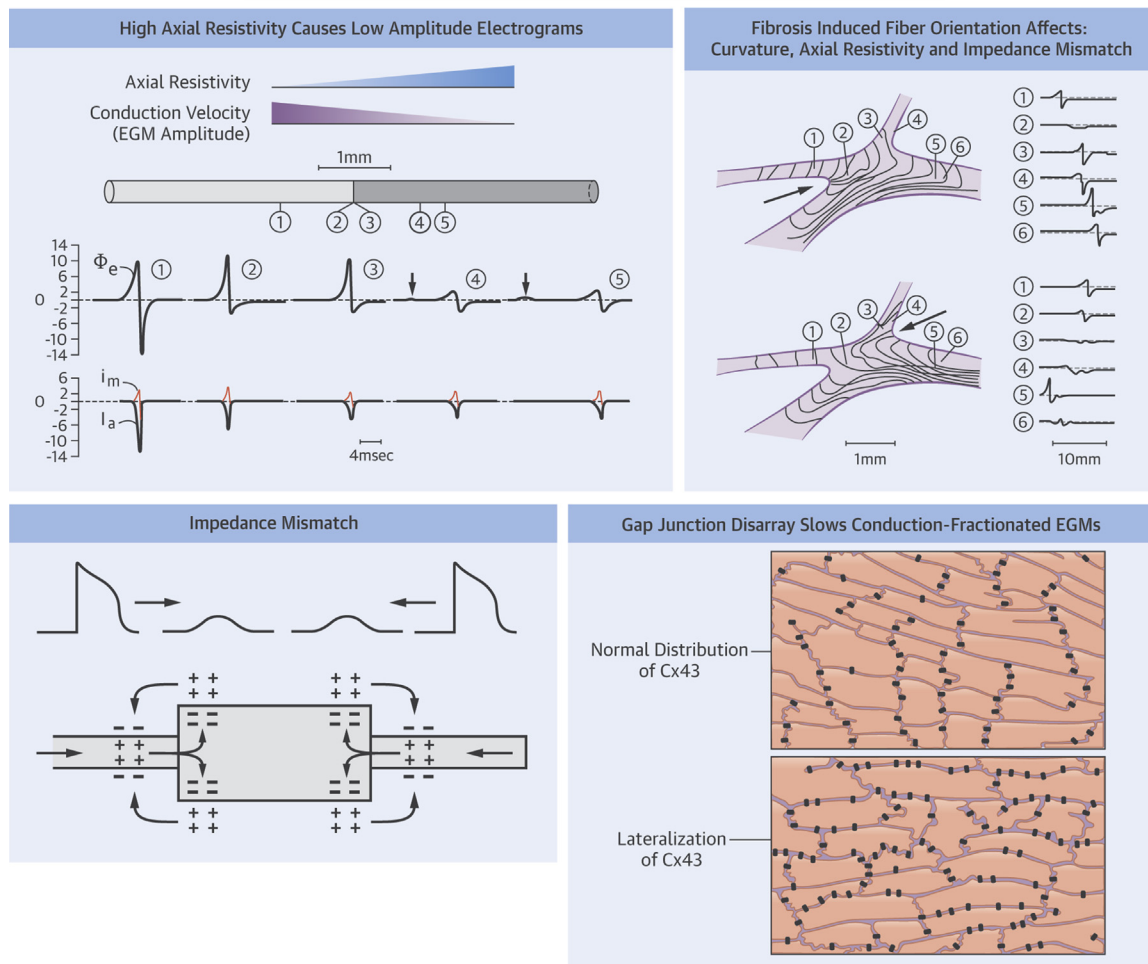 High Axial Resistivity Causes Low Amplitude Electrograms
Axial Resistivity
Conduction Velocity
(EGM Amplitude)
1mm
1 2 3 4 5
14
10
6
2
0
-2
-6
-10
-14
Φe
1 2 3 4 5
6
2
0
-2
-6
-10
-14
im
Ia
4msec
Fibrosis Induced Fiber Orientation Affects:
Curvature, Axial Resistivity and Impedance Mismatch
1 2 3 4 5 6
1
2
3
4
5
6
1 2 3 4 5 6
1
2
3
4
5
6
1mm
10mm
Impedance Mismatch
+ +
+ +
+ +
+ +
− −
− −
− −
− −
− −
− −
+ +
+ +
+ +
+ +
− −
− −
− −
− −
− −
− −
+ +
+ +
+ +
+ +
Gap Junction Disarray Slows Conduction-Fractionated EGMs
Normal Distribution
of Cx43
Lateralization
of Cx43